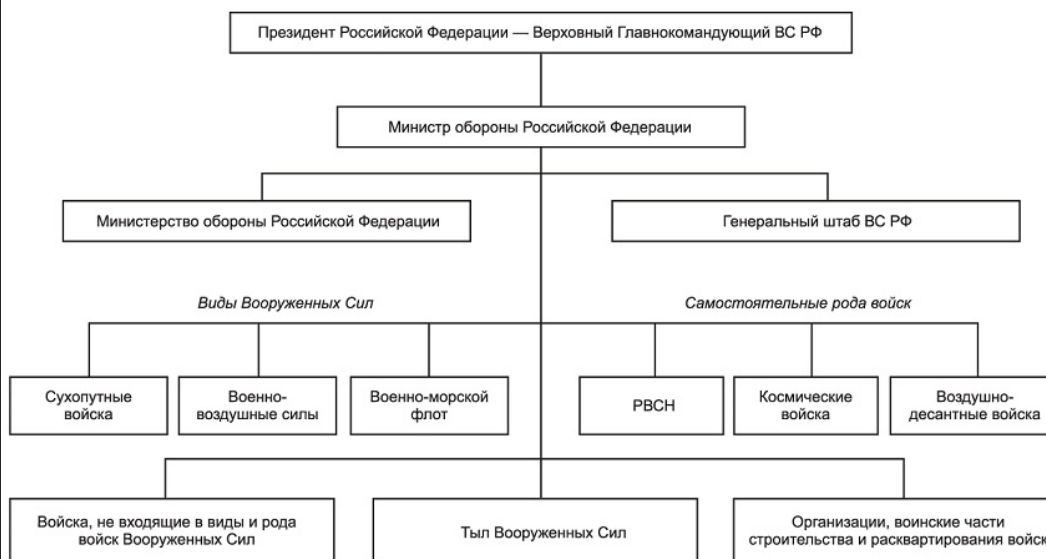 Президент Российской Федерации — Верховный Главнокомандующий ВС РФ
Министр обороны Российской Федерации
Министерство обороны Российской Федерации
Генеральный штаб ВС РФ
Виды Вооруженных Сил
Самостоятельные рода войск
Сухопутные
войска
Военно-
воздушные силы
Военно-морской
флот
РВСН
Космические
войска
Воздушно-
десантные войска
Войска, не входящие в виды и рода
войск Вооруженных Сил
Тыл Вооруженных Сил
Организации, воинские части
строительства и расквартирования войск